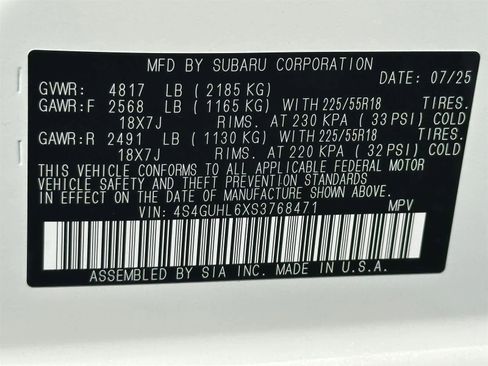 MFD BY SUBARU CORPORATION
DATE: 07/25
GVWR: 4817 LB (2185 KG)
GAWR:F 2568 LB (1165 KG) WITH 225/55R18 TIRES.
18X7J RIMS. AT 230 KPA (33 PSI) COLD
GAWR:R 2491 LB (1130 KG) WITH 225/55R18 TIRES.
18X7J RIMS. AT 220 KPA (32 PSI) COLD
THIS VEHICLE CONFORMS TO ALL APPLICABLE FEDERAL MOTOR
VEHICLE SAFETY AND THEFT PREVENTION STANDARDS
IN EFFECT ON THE DATE OF MANUFACTURE SHOWN ABOVE.
VIN: 4S4GUHL6XS3768471 MPV
ASSEMBLED BY SIA INC. MADE IN U.S.A.